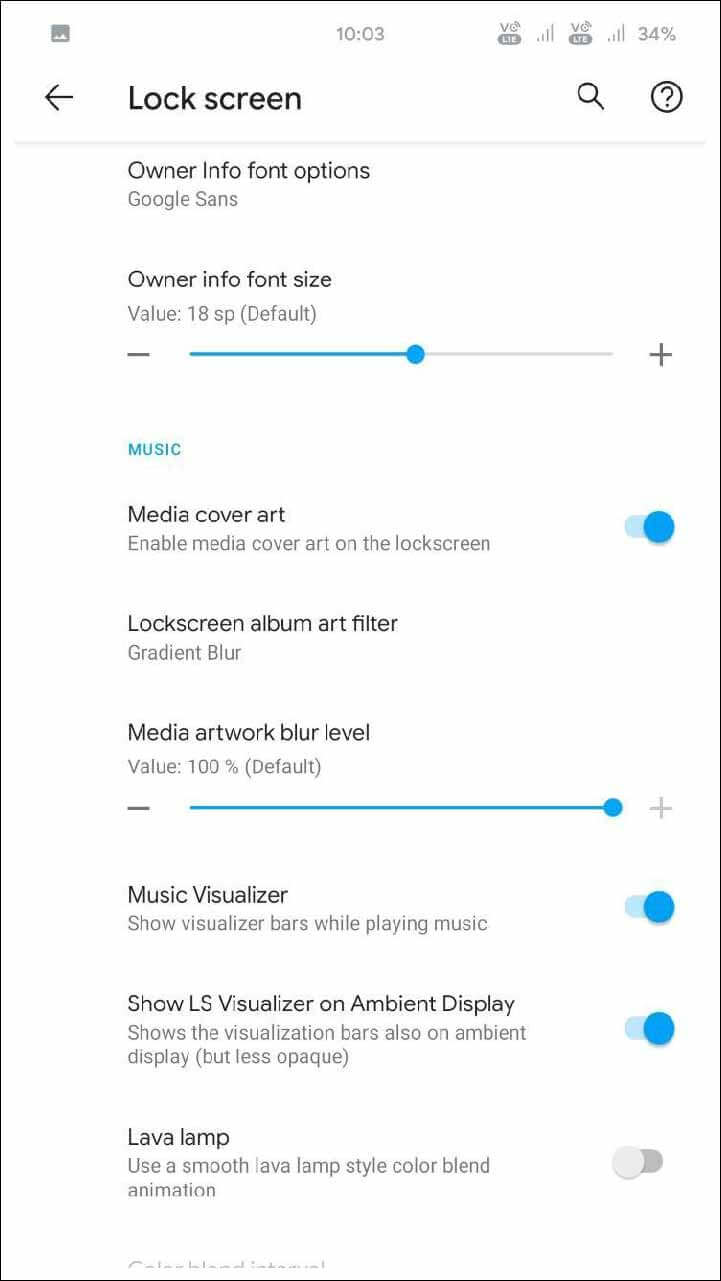 10:03
Vo LTE Vo LTE 34%
Lock screen
Owner Info font options
Google Sans
Owner info font size
Value: 18 sp (Default)
MUSIC
Media cover art
Enable media cover art on the lockscreen
Lockscreen album art filter
Gradient Blur
Media artwork blur level
Value: 100 % (Default)
Music Visualizer
Show visualizer bars while playing music
Show LS Visualizer on Ambient Display
Shows the visualization bars also on ambient
display (but less opaque)
Lava lamp
Use a smooth lava lamp style color blend
animation
Color blend interval